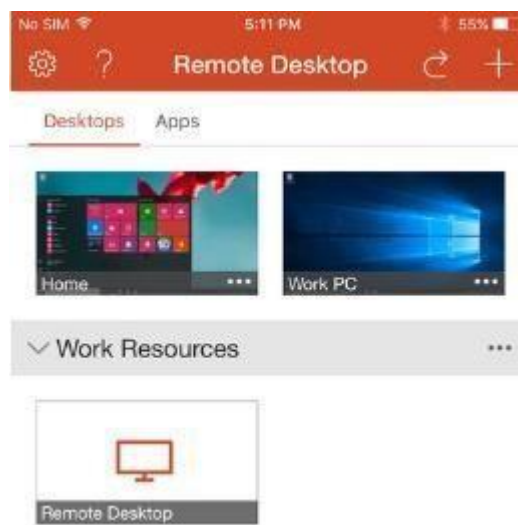 No SIM 5:11 PM 55%
? Remote Desktop
Desktops Apps
Home ••• Work PC •••
Work Resources •••
Remote Desktop